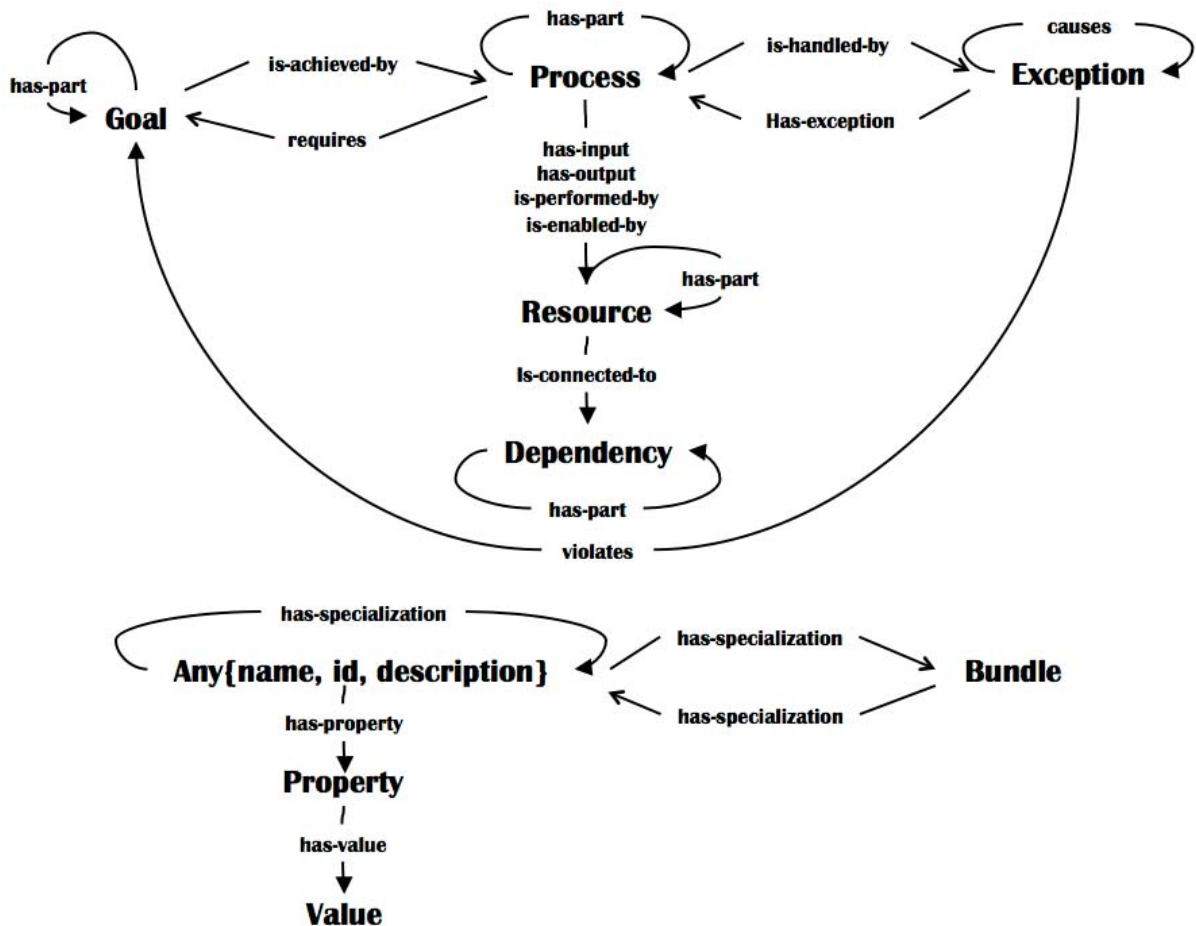 has-part
causes
is-achieved-by
is-handled-by
has-part
Process
Exception
Goal
requires
Has-exception
has-input
has-output
is-performed-by
is-enabled-by
has-part
Resource
Is-connected-to
Dependency
has-part
violates
has-specialization
has-specialization
Any{name, id, description}
Bundle
has-specialization
has-property
Property
has-value
Value